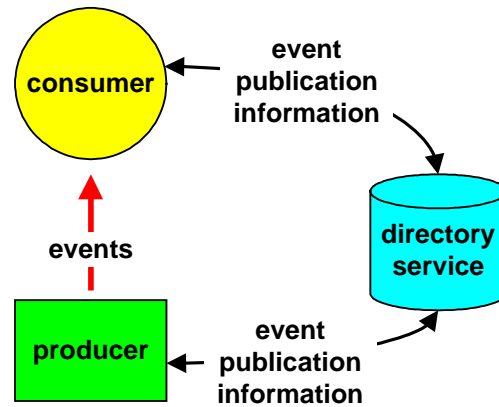 consumer
event
publication
information
directory
service
events
producer
event
publication
information